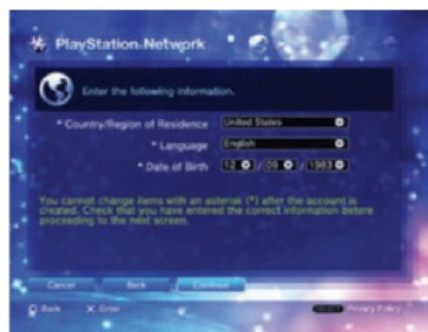 PlayStation®Network
Enter the following information.
* Country/Region of Residence United States
* Language English
* Date of Birth 12 / 09 / 1983
You cannot change items with an asterisk (*) after the account is
created. Check that you have entered the correct information before
proceeding to the next screen.
Cancel Back Continue
Back X Enter SELECT Privacy Policy